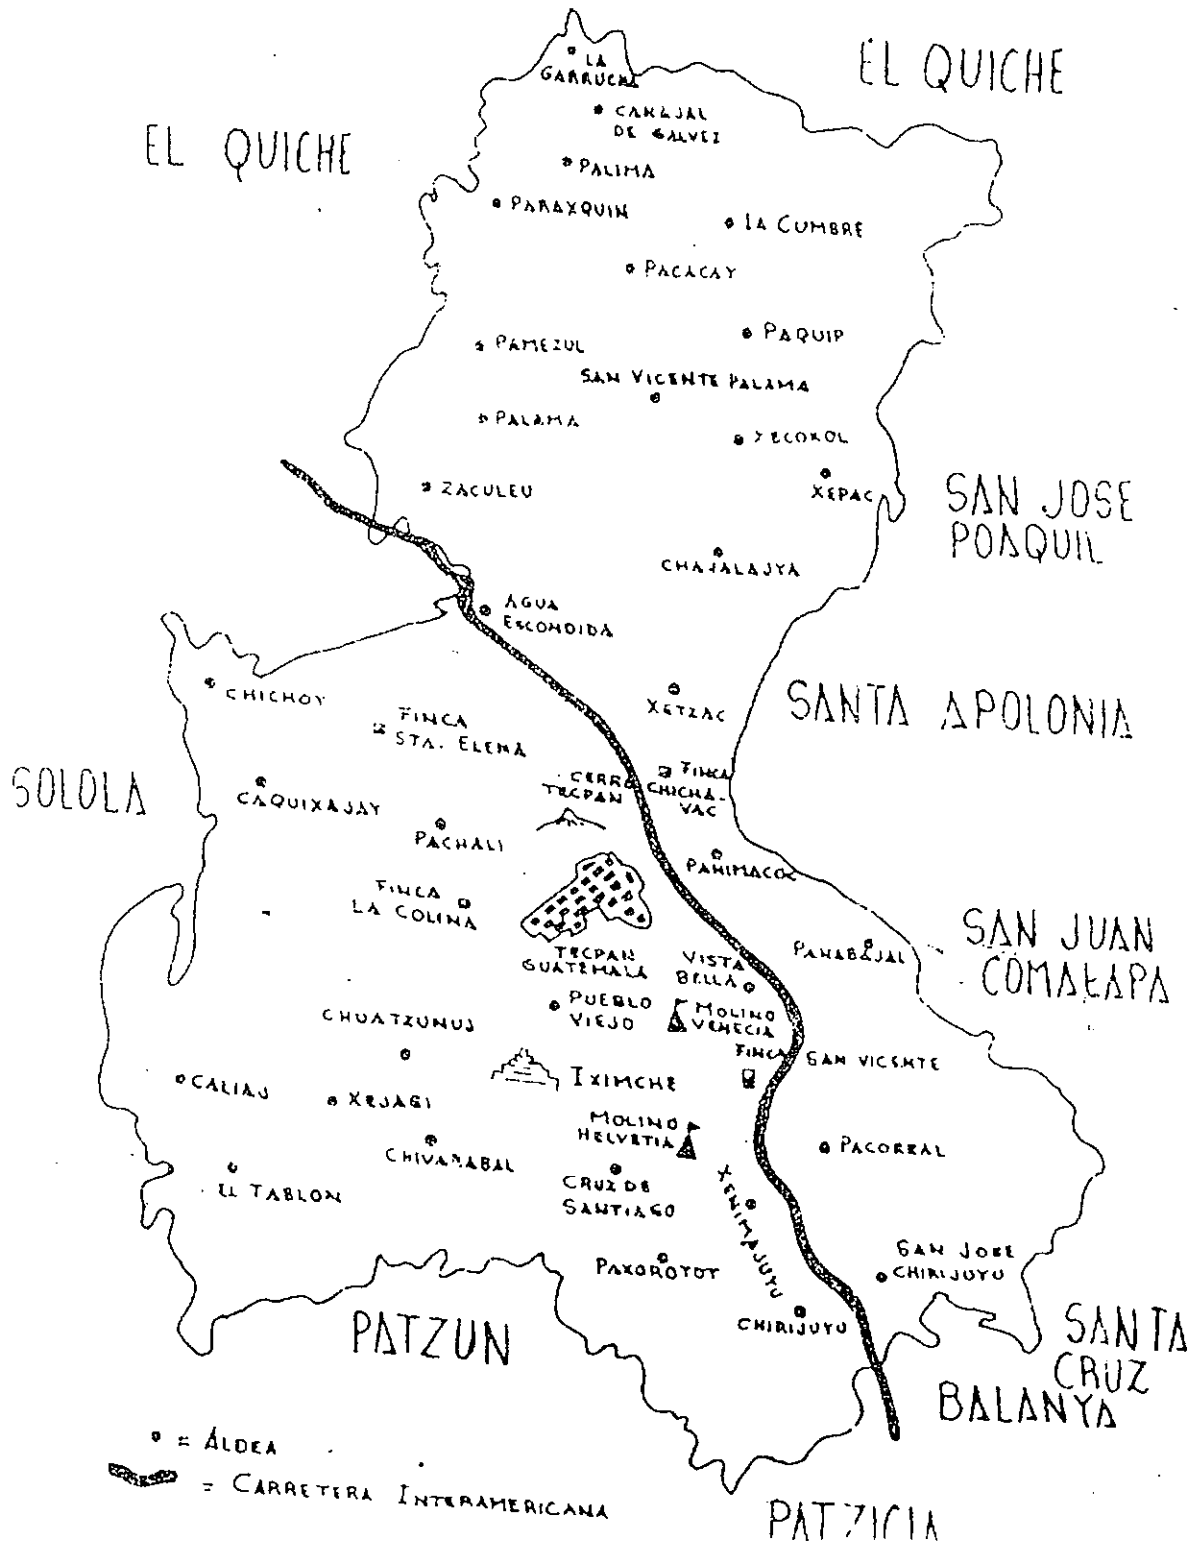 EL QUICHE
EL QUICHE
LA
GARRUCHA
CANAJAL
DE GALVEZ
PALIMA
PARAXQUIN
LA CUMBRE
PACACAY
PAQUIP
PAMEZUL
SAN VICENTE PALAMA
PALAMA
XECOXOL
XEPAC
ZACULEU
SAN JOSE
POAQUIL
CHAJALAJYA
AGUA
ESCONDIDA
CHICHOY
XETZAC
SANTA APOLONIA
FINCA
STA. ELENA
SOLOLA
CAQUIXAJAY
CERRO
TECPAN
FINCA
CHICHA-
VAC
PACHALI
PANIMACOC
FINCA
LA COLINA
TECPAN
GUATEMALA
VISTA
BELLA
PANABAJAL
SAN JUAN
COMALAPA
PUEBLO
VIEJO
MOLINO
VENECIA
CHUATZUNUJ
FINCA SAN VICENTE
IXIMCHE
CALIAJ
XEJAGI
MOLINO
HELVETIA
PACORRAL
CHIVARABAL
EL TABLON
CRUZ DE
SANTIAGO
XENIMAJUYU
PAXOROTOT
SAN JOSE
CHIRIJUYU
CHIRIJUYU
PATZUN
SANTA
CRUZ
BALANYA
= ALDEA
= CARRETERA INTERAMERICANA
PATZICIA